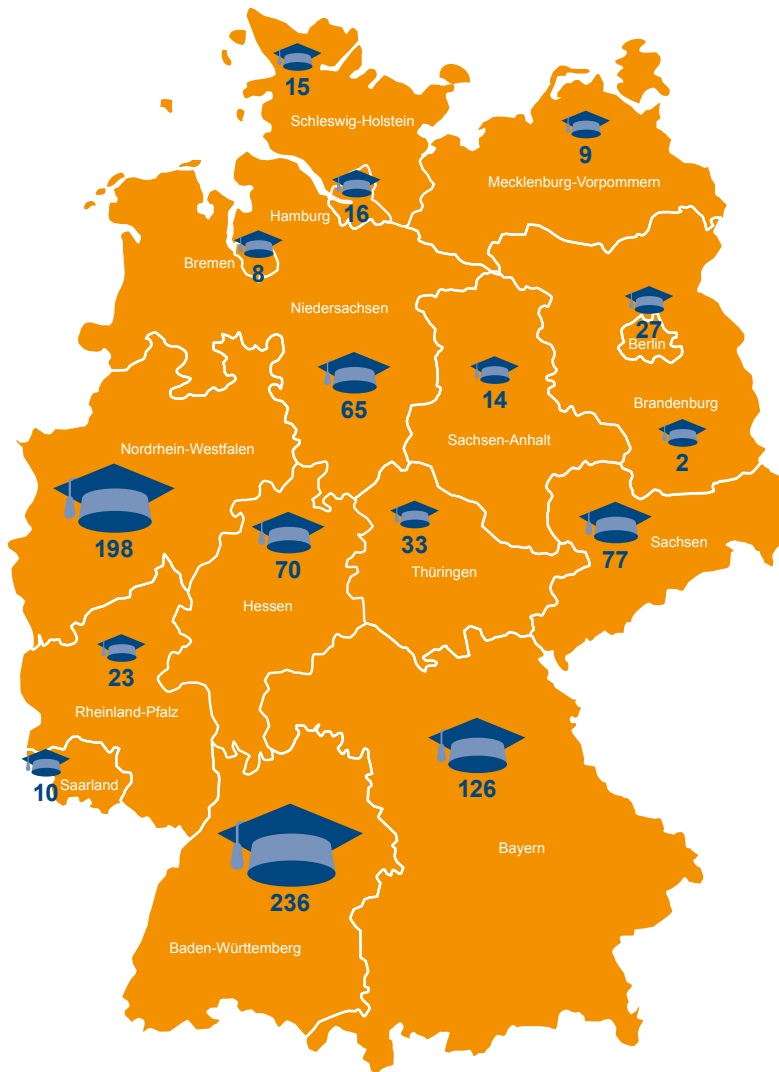 15
Schleswig-Holstein
9
Mecklenburg-Vorpommern
16
Hamburg
Bremen
8
Niedersachsen
27
Berlin
65
14
Brandenburg
Sachsen-Anhalt
2
Nordrhein-Westfalen
198
70
Hessen
33
Thüringen
77
Sachsen
23
Rheinland-Pfalz
10
Saarland
126
Bayern
236
Baden-Württemberg